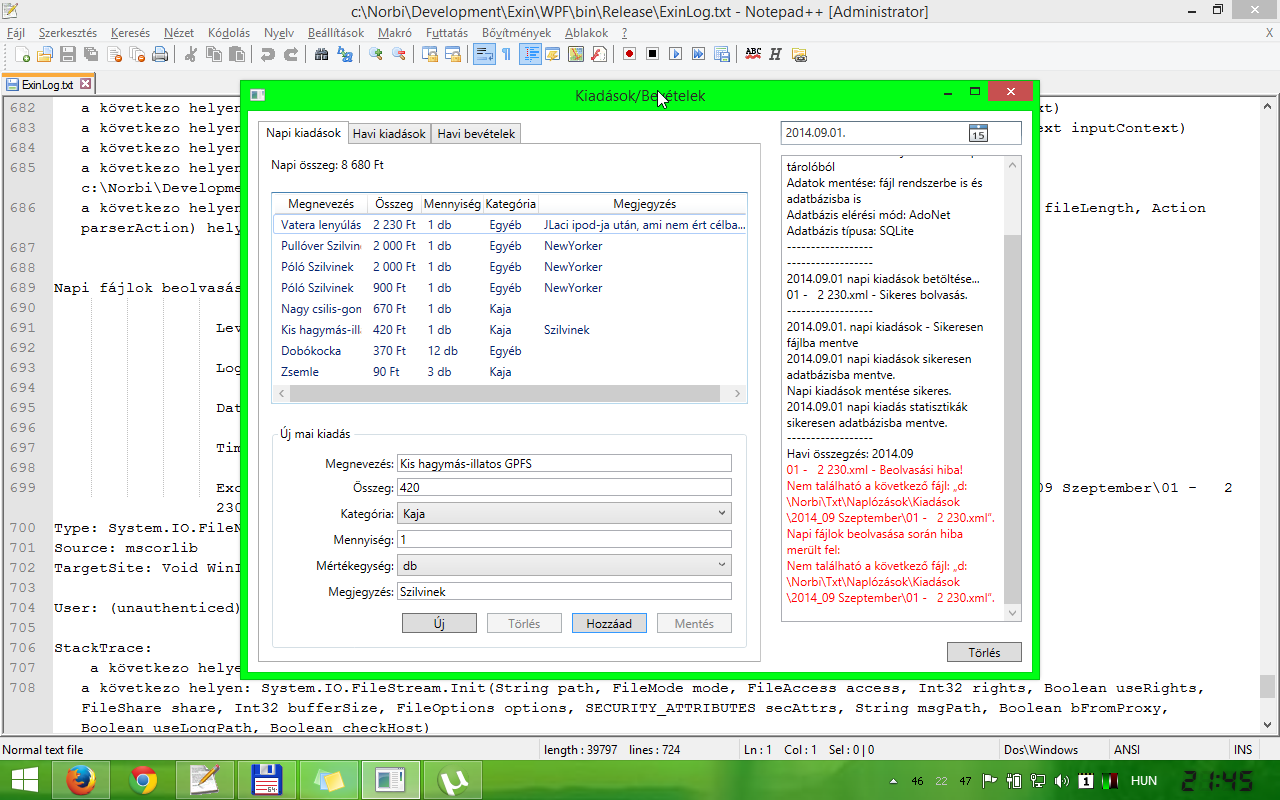 c:\Norbi\Development\Exin\WPF\bin\Release\ExinLog.txt - Notepad++ [Administrator]
Fájl Szerkesztés Keresés Nézet Kódolás Nyelv Beállítások Makró Futtatás Bővítmények Ablakok ? X
ExinLog.txt
Kiadások/Bevételek
Napi kiadások Havi kiadások Havi bevételek
Napi összeg: 8 680 Ft
Megnevezés Összeg Mennyiség Kategória Megjegyzés
Vatera lenyúlás 2 230 Ft 1 db Egyéb JLaci ipod-ja után, ami nem ért célba...
Pullóver Szilvin 2 000 Ft 1 db Egyéb NewYorker
Póló Szilvinek 2 000 Ft 1 db Egyéb NewYorker
Póló Szilvinek 900 Ft 1 db Egyéb NewYorker
Nagy csilis-gon 670 Ft 1 db Kaja
Kis hagymás-ill 420 Ft 1 db Kaja Szilvinek
Dobókocka 370 Ft 12 db Egyéb
Zsemle 90 Ft 3 db Kaja
Új mai kiadás
Megnevezés: Kis hagymás-illatos GPFS
Összeg: 420
Kategória: Kaja
Mennyiség: 1
Mértékegység: db
Megjegyzés: Szilvinek
Új Törlés Hozzáad Mentés
2014.09.01. 15
tárolóból
Adatok mentése: fájl rendszerbe is és
adatbázisba is
Adatbázis elérési mód: AdoNet
Adatbázis típusa: SQLite
------------------
------------------
2014.09.01 napi kiadások betöltése...
01 -   2 230.xml - Sikeres bolvasás.
------------------
2014.09.01. napi kiadások - Sikeresen
fájlba mentve
2014.09.01 napi kiadások sikeresen
adatbázisba mentve.
Napi kiadások mentése sikeres.
2014.09.01 napi kiadás statisztikák
sikeresen adatbázisba mentve.
------------------
Havi összegzés: 2014.09
01 -   2 230.xml - Beolvasási hiba!
Nem található a következő fájl: „d:
\Norbi\Txt\Naplózások\Kiadások
\2014_09 Szeptember\01 -   2 230.xml”.
Napi fájlok beolvasása során hiba
merült fel:
Nem található a következő fájl: „d:
\Norbi\Txt\Naplózások\Kiadások
\2014_09 Szeptember\01 -   2 230.xml”.
Törlés
682 a következo helyen xt)
683 a következo helyen ext inputContext)
684 a következo helyen
685 a következo helyen
c:\Norbi\Developme
686 a következo helyen fileLength, Action
parserAction) hely
687
688
689 Napi fájlok beolvasás
690
691 Lev
692
693 Log
694
695 Dat
696
697 Tim
698
699 Exc 09 Szeptember\01 -   2
230
700 Type: System.IO.FileN
701 Source: mscorlib
702 TargetSite: Void WinI
703
704 User: (unauthenticed)
705
706 StackTrace:
707 a következo helye
708 a következo helyen: System.IO.FileStream.Init(String path, FileMode mode, FileAccess access, Int32 rights, Boolean useRights,
FileShare share, Int32 bufferSize, FileOptions options, SECURITY_ATTRIBUTES secAttrs, String msgPath, Boolean bFromProxy,
Boolean useLongPath, Boolean checkHost)
Normal text file length : 39797 lines : 724 Ln : 1 Col : 1 Sel : 0 | 0 Dos\Windows ANSI INS
46 22 47 1 HUN 21:45